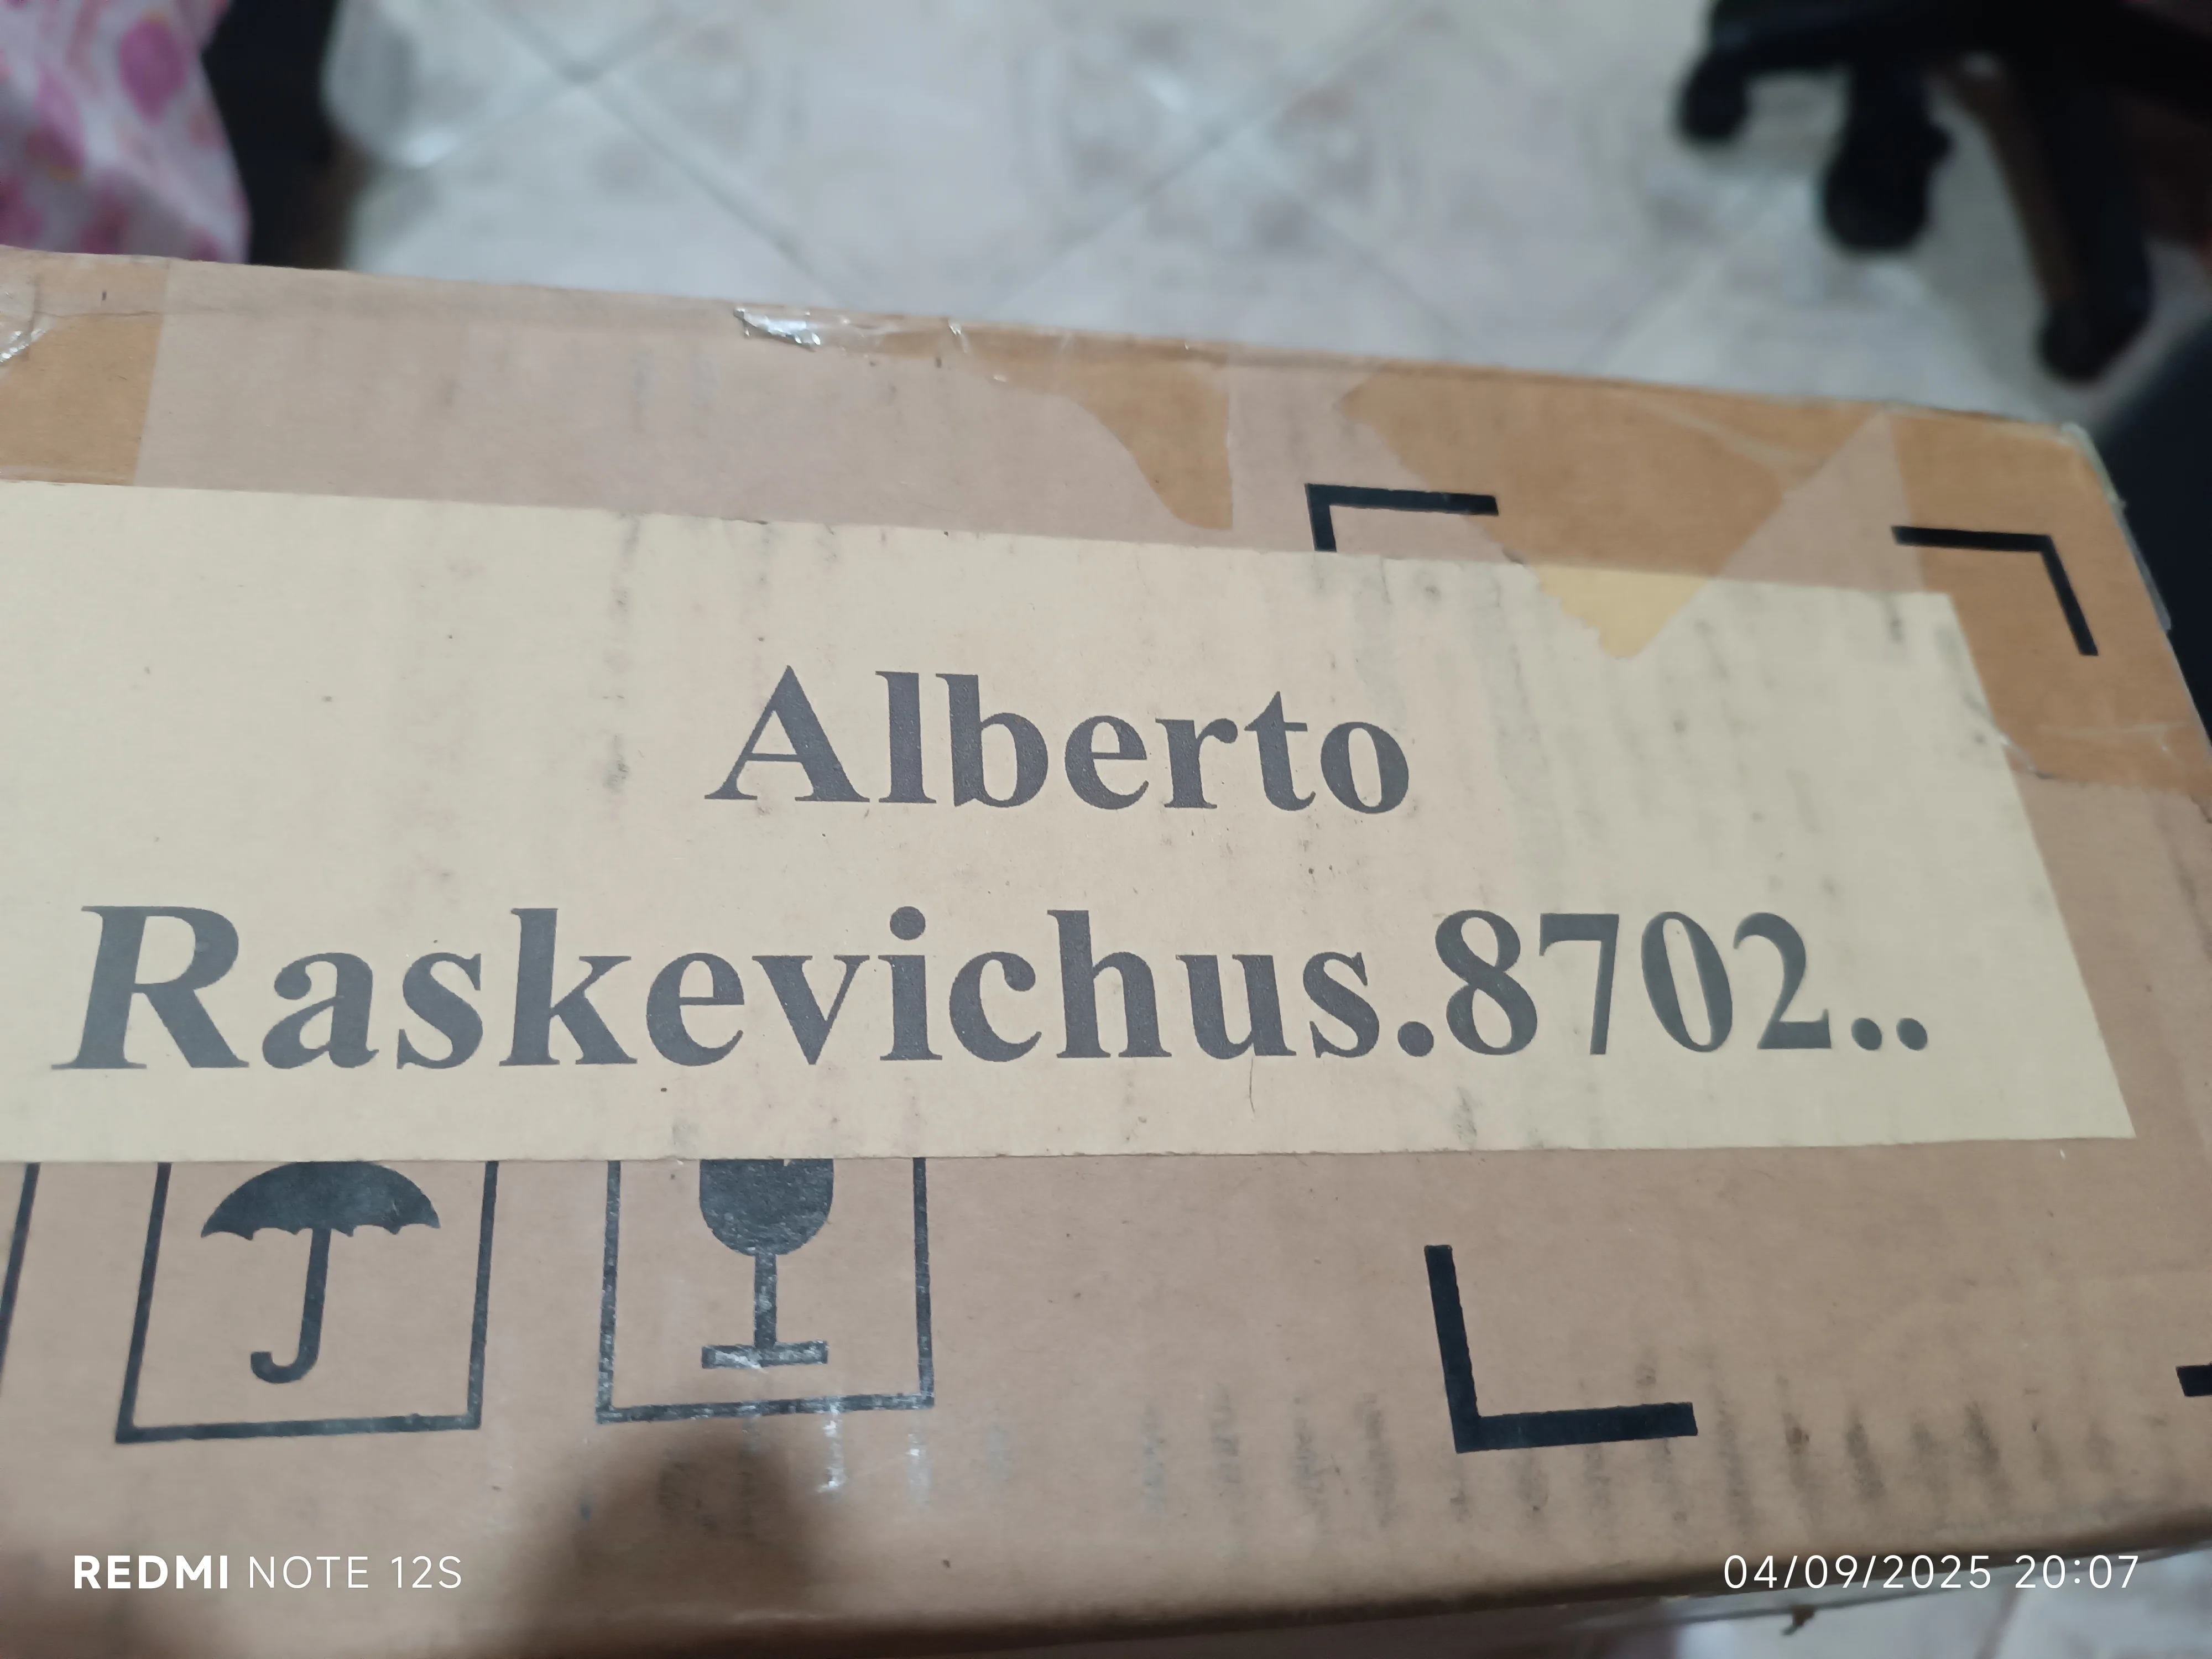 Alberto
Raskevichus.8702..
REDMI NOTE 12S
04/09/2025 20:07